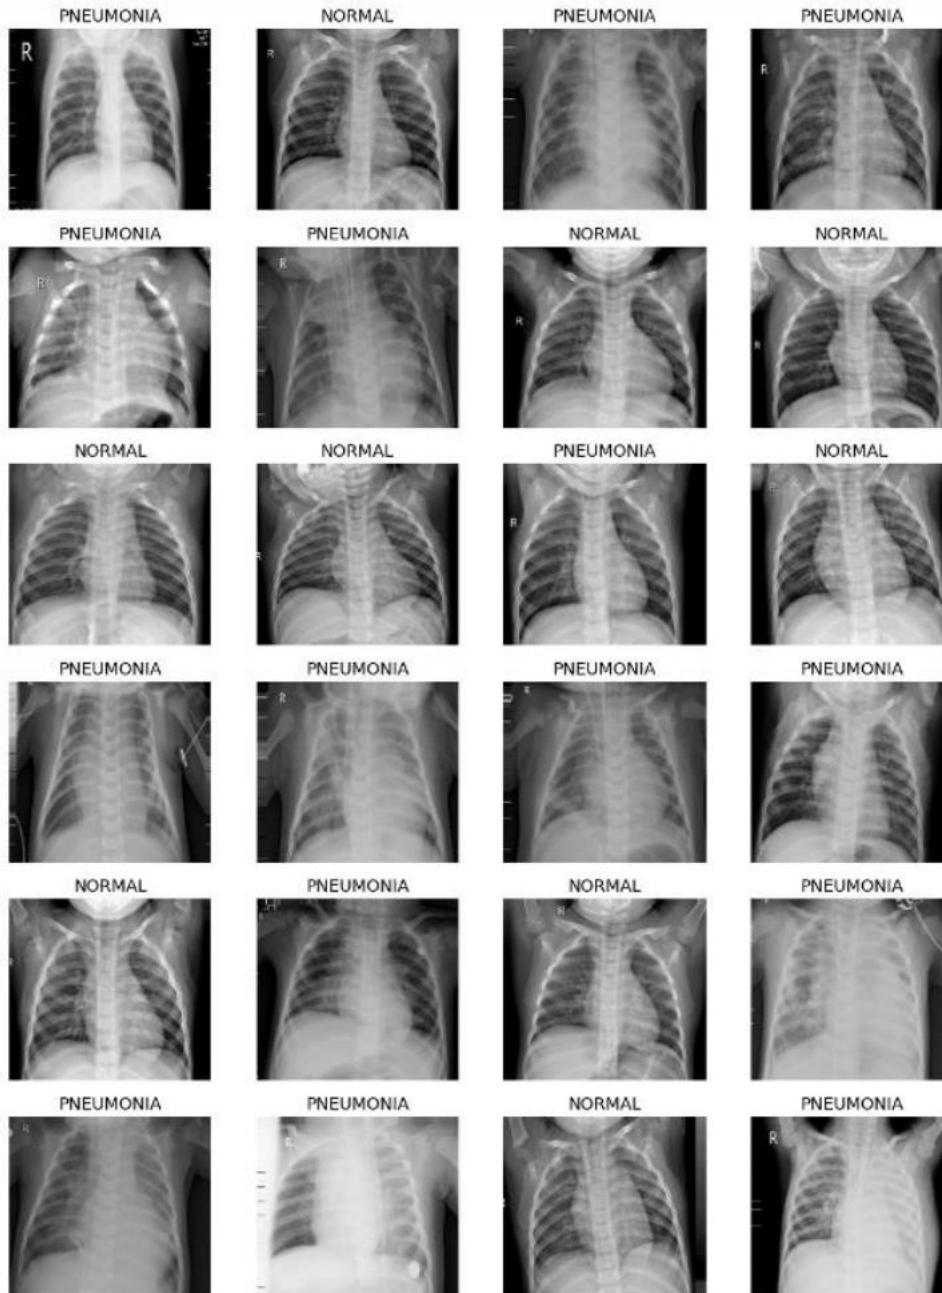 PNEUMONIA NORMAL PNEUMONIA PNEUMONIA
R R R
PNEUMONIA PNEUMONIA NORMAL NORMAL
R R R R
NORMAL NORMAL PNEUMONIA NORMAL
R R R
PNEUMONIA PNEUMONIA PNEUMONIA PNEUMONIA
R R
NORMAL PNEUMONIA NORMAL PNEUMONIA
R
PNEUMONIA PNEUMONIA NORMAL PNEUMONIA
R R R